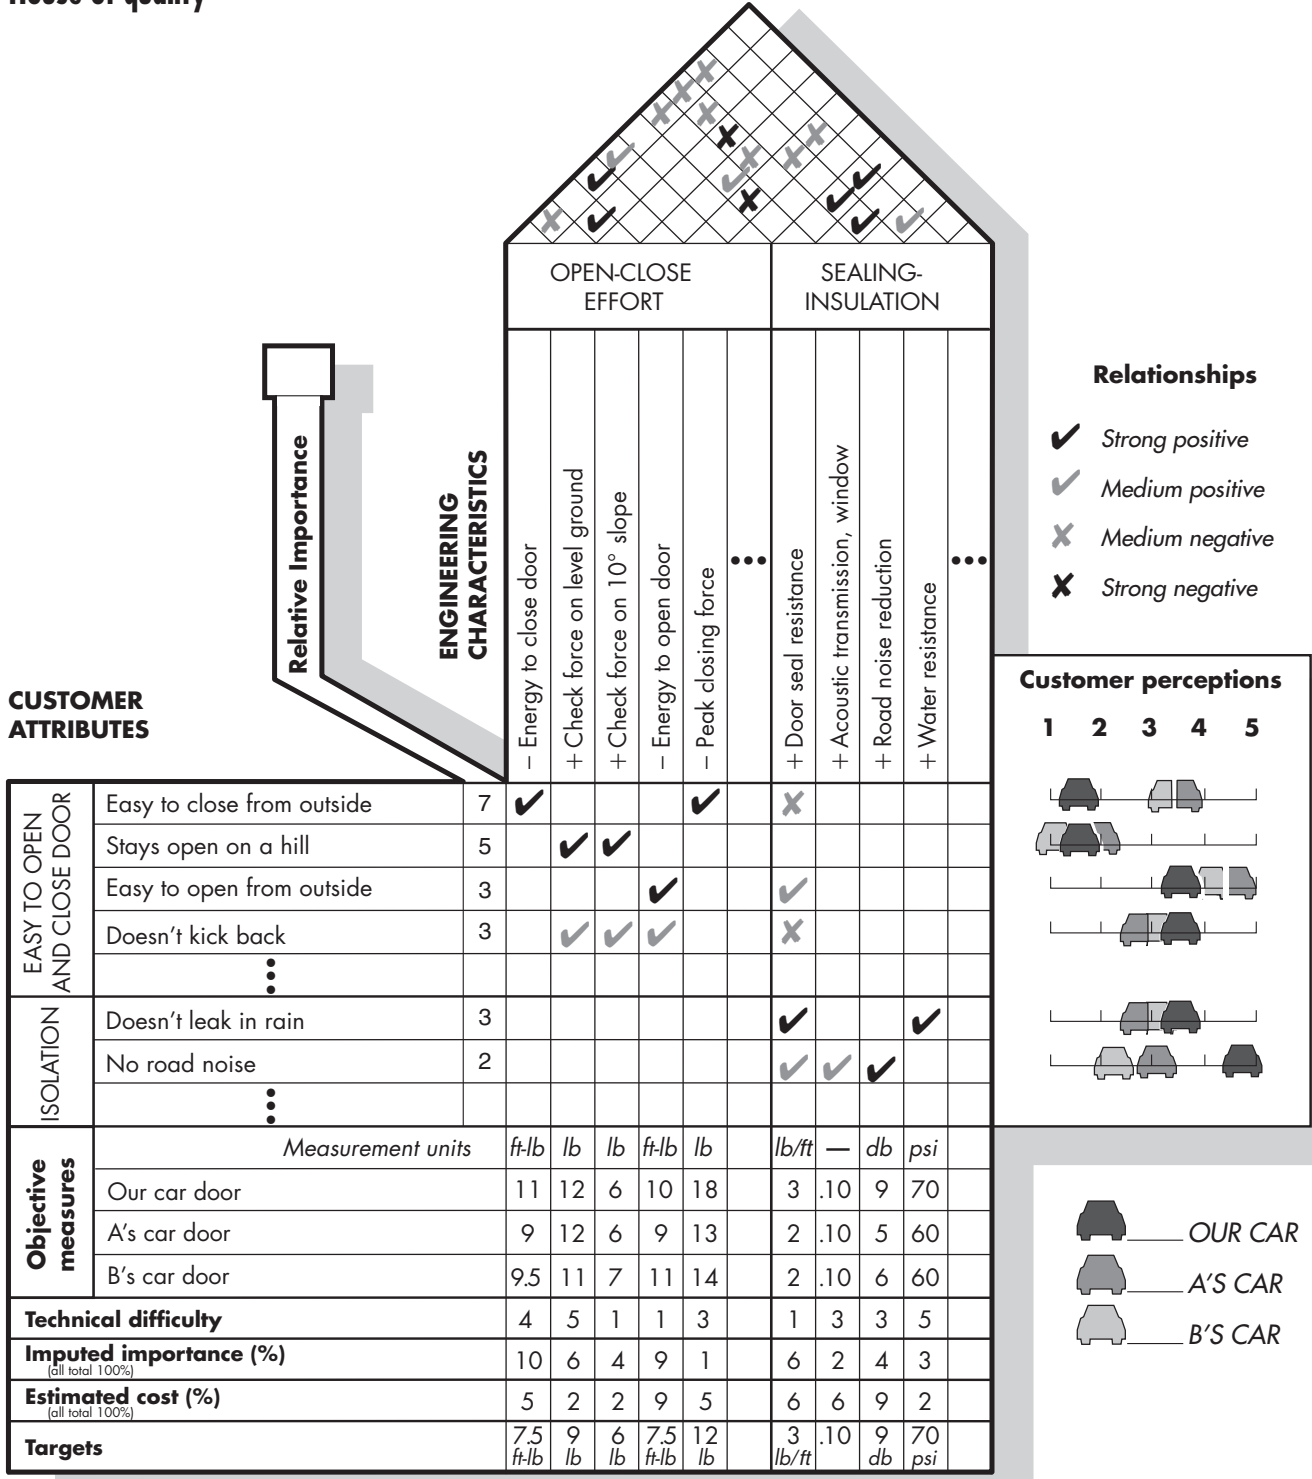 House of quality
OPEN-CLOSE
EFFORT
SEALING-
INSULATION
Relationships
Strong positive
Medium positive
Medium negative
Strong negative
Relative Importance
ENGINEERING
CHARACTERISTICS
– Energy to close door
+ Check force on level ground
+ Check force on 10° slope
– Energy to open door
– Peak closing force
•••
+ Door seal resistance
+ Acoustic transmission, window
+ Road noise reduction
+ Water resistance
•••
CUSTOMER
ATTRIBUTES
Customer perceptions
1 2 3 4 5
EASY TO OPEN
AND CLOSE DOOR
Easy to close from outside 7
Stays open on a hill 5
Easy to open from outside 3
Doesn't kick back 3
ISOLATION
Doesn't leak in rain 3
No road noise 2
Objective
measures
Measurement units ft-lb lb lb ft-lb lb lb/ft — db psi
Our car door 11 12 6 10 18 3 .10 9 70
A's car door 9 12 6 9 13 2 .10 5 60
B's car door 9.5 11 7 11 14 2 .10 6 60
Technical difficulty 4 5 1 1 3 1 3 3 5
Imputed importance (%) 10 6 4 9 1 6 2 4 3
(all total 100%)
Estimated cost (%) 5 2 2 9 5 6 6 9 2
(all total 100%)
Targets 7.5 9 6 7.5 12 3 .10 9 70
ft-lb lb lb ft-lb lb lb/ft db psi
OUR CAR
A'S CAR
B'S CAR